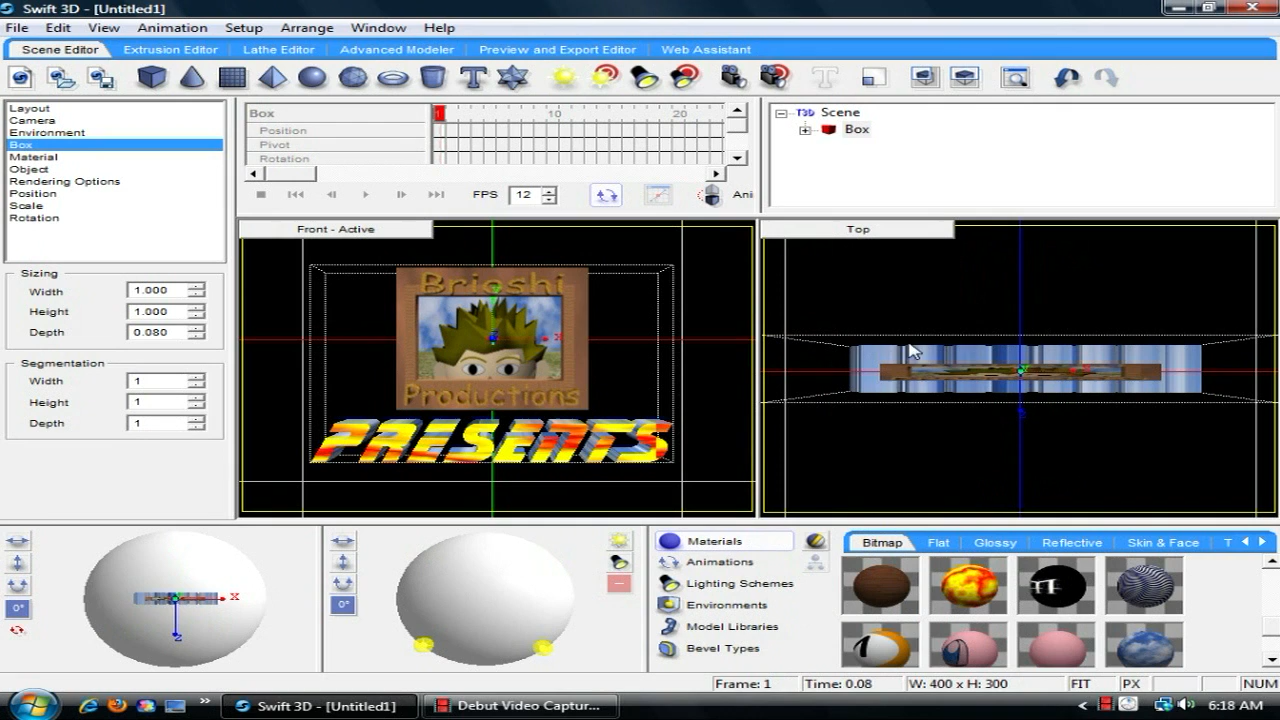 Swift 3D - [Untitled1]
File Edit View Animation Setup Arrange Window Help
Scene Editor Extrusion Editor Lathe Editor Advanced Modeler Preview and Export Editor Web Assistant
Layout
Camera
Environment
Box
Material
Object
Rendering Options
Position
Scale
Rotation
Box 10 20
Position
Pivot
Rotation
FPS 12 Ani
Scene
Box
Sizing
Width 1.000
Height 1.000
Depth 0.080
Segmentation
Width 1
Height 1
Depth 1
Front - Active
Top
Brioshi
Productions
PRESENTS
X
0°
0°
Materials
Animations
Lighting Schemes
Environments
Model Libraries
Bevel Types
Bitmap Flat Glossy Reflective Skin & Face T
Frame: 1 Time: 0.08 W: 400 x H: 300 FIT PX NUM
Swift 3D - [Untitled1] Debut Video Captur... 6:18 AM